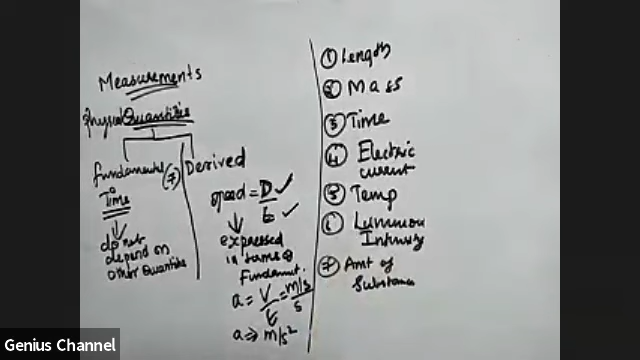 Measurements
Physical Quantities
fundamental (7)
Time
do not
depend on
other Quantities
Derived
speed = D/t
expressed
in terms of
Fundament.
a = V/t = m/s/s
a ⇒ m/s²
① Length
② Mass
③ Time
④ Electric
current
⑤ Temp
⑥ Luminous
Intensity
⑦ Amt of
Substance
Genius Channel